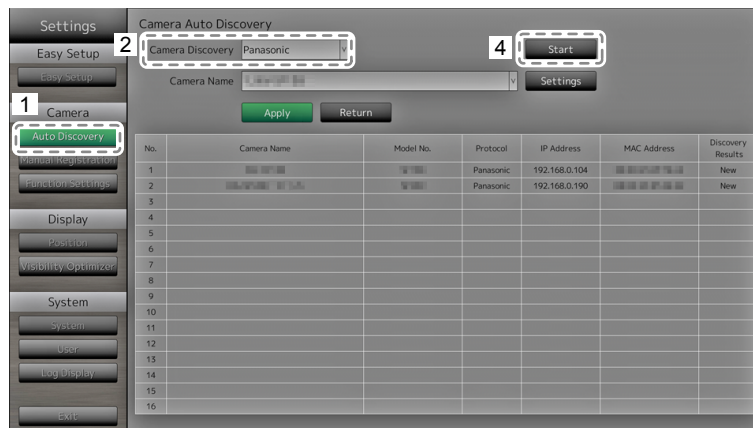 Settings
Easy Setup
Easy Setup
1
Camera
Auto Discovery
Manual Registration
Function Settings
Display
Position
Visibility Optimizer
System
System
User
Log Display
Exit
Camera Auto Discovery
2 Camera Discovery Panasonic v 4 Start
Camera Name v Settings
Apply Return
No. Camera Name Model No. Protocol IP Address MAC Address Discovery Results
1 Panasonic 192.168.0.104 New
2 Panasonic 192.168.0.190 New
3
4
5
6
7
8
9
10
11
12
13
14
15
16